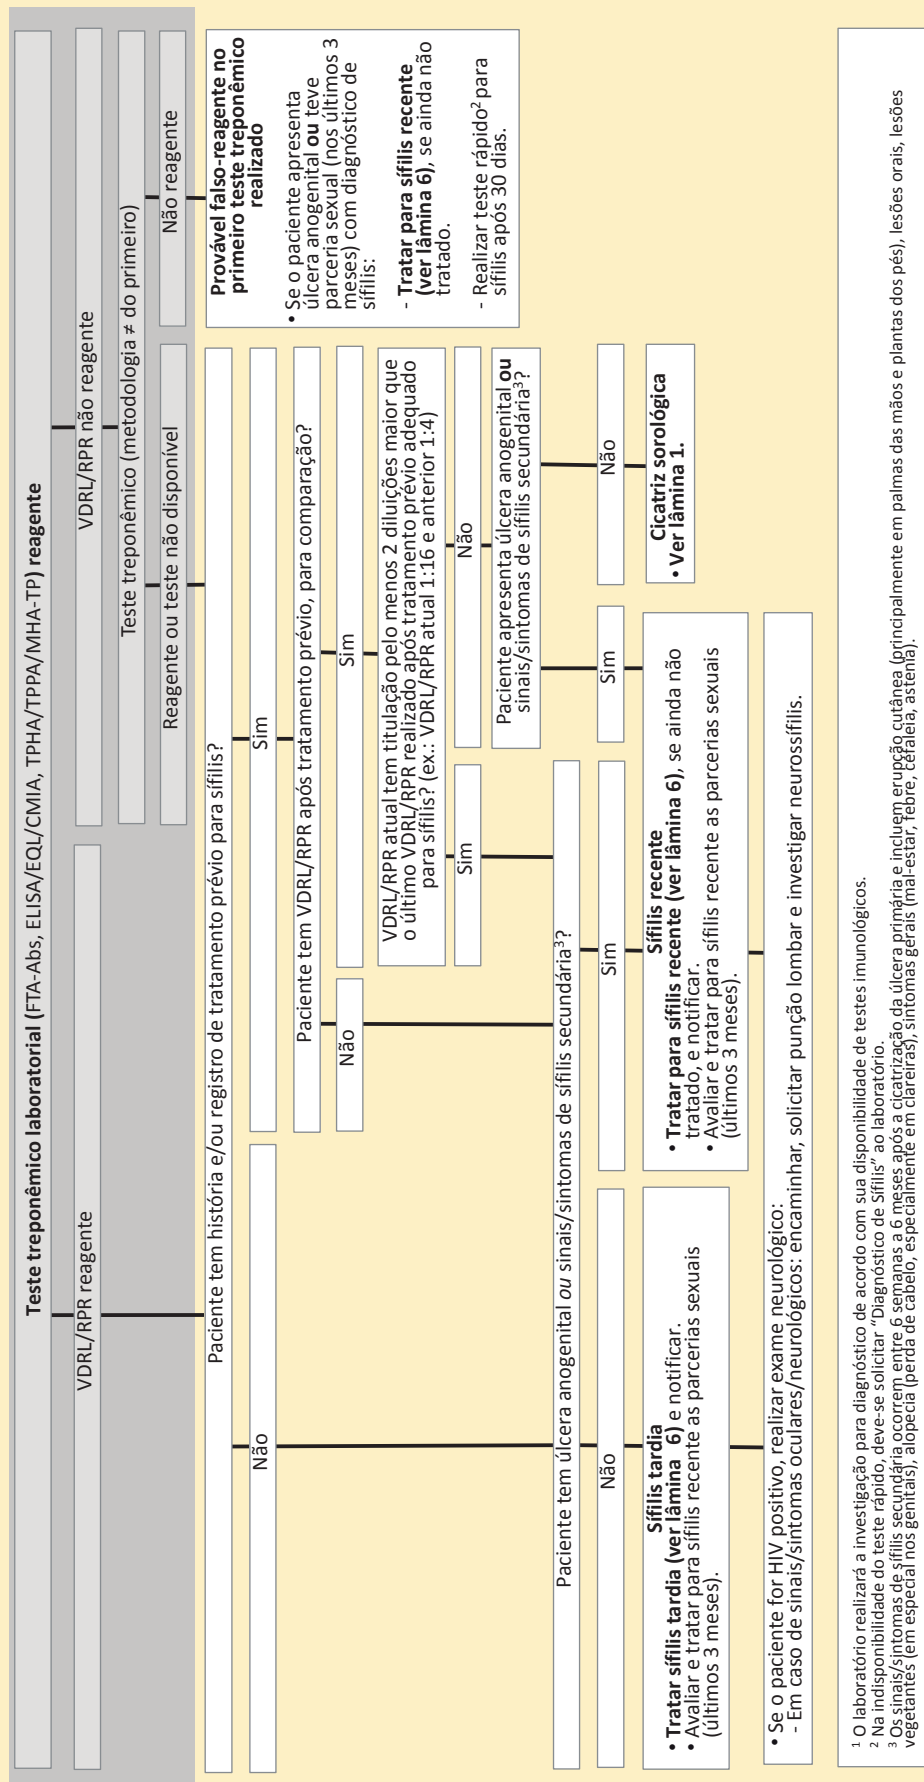 Teste treponêmico laboratorial (FTA-Abs, ELISA/EQL/CMIA, TPHA/TPPA/MHA-TP) reagente
VDRL/RPR reagente
VDRL/RPR não reagente
Teste treponêmico (metodologia ≠ do primeiro)
Reagente ou teste não disponível
Não reagente
Paciente tem história e/ou registro de tratamento prévio para sífilis?
Não
Sim
Provável falso-reagente no
primeiro teste treponêmico
realizado
• Se o paciente apresenta
úlcera anogenital ou teve
parceria sexual (nos últimos 3
meses) com diagnóstico de
sífilis:
- Tratar para sífilis recente
(ver lâmina 6), se ainda não
tratado.
- Realizar teste rápido² para
sífilis após 30 dias.
Paciente tem VDRL/RPR após tratamento prévio, para comparação?
Não
Sim
VDRL/RPR atual tem titulação pelo menos 2 diluições maior que
o último VDRL/RPR realizado após tratamento prévio adequado
para sífilis? (ex.: VDRL/RPR atual 1:16 e anterior 1:4)
Sim
Não
Paciente apresenta úlcera anogenital ou
sinais/sintomas de sífilis secundária³?
Paciente tem úlcera anogenital ou sinais/sintomas de sífilis secundária³?
Não
Sim
Sim
Não
Sífilis tardia
• Tratar sífilis tardia (ver lâmina 6) e notificar.
• Avaliar e tratar para sífilis recente as parcerias sexuais
(últimos 3 meses).
Sífilis recente
• Tratar para sífilis recente (ver lâmina 6), se ainda não
tratado, e notificar.
• Avaliar e tratar para sífilis recente as parcerias sexuais
(últimos 3 meses).
Cicatriz sorológica
• Ver lâmina 1.
• Se o paciente for HIV positivo, realizar exame neurológico:
- Em caso de sinais/sintomas oculares/neurológicos: encaminhar, solicitar punção lombar e investigar neurossífilis.
¹ O laboratório realizará a investigação para diagnóstico de acordo com sua disponibilidade de testes imunológicos.
² Na indisponibilidade do teste rápido, deve-se solicitar “Diagnóstico de Sífilis” ao laboratório.
³ Os sinais/sintomas de sífilis secundária ocorrem entre 6 semanas a 6 meses após a cicatrização da úlcera primária e incluem erupção cutânea (principalmente em palmas das mãos e plantas dos pés), lesões orais, lesões
vegetantes (em especial nos genitais), alopecia (perda de cabelo, especialmente em clareiras), sintomas gerais (mal-estar, febre, cefaleia, astenia).